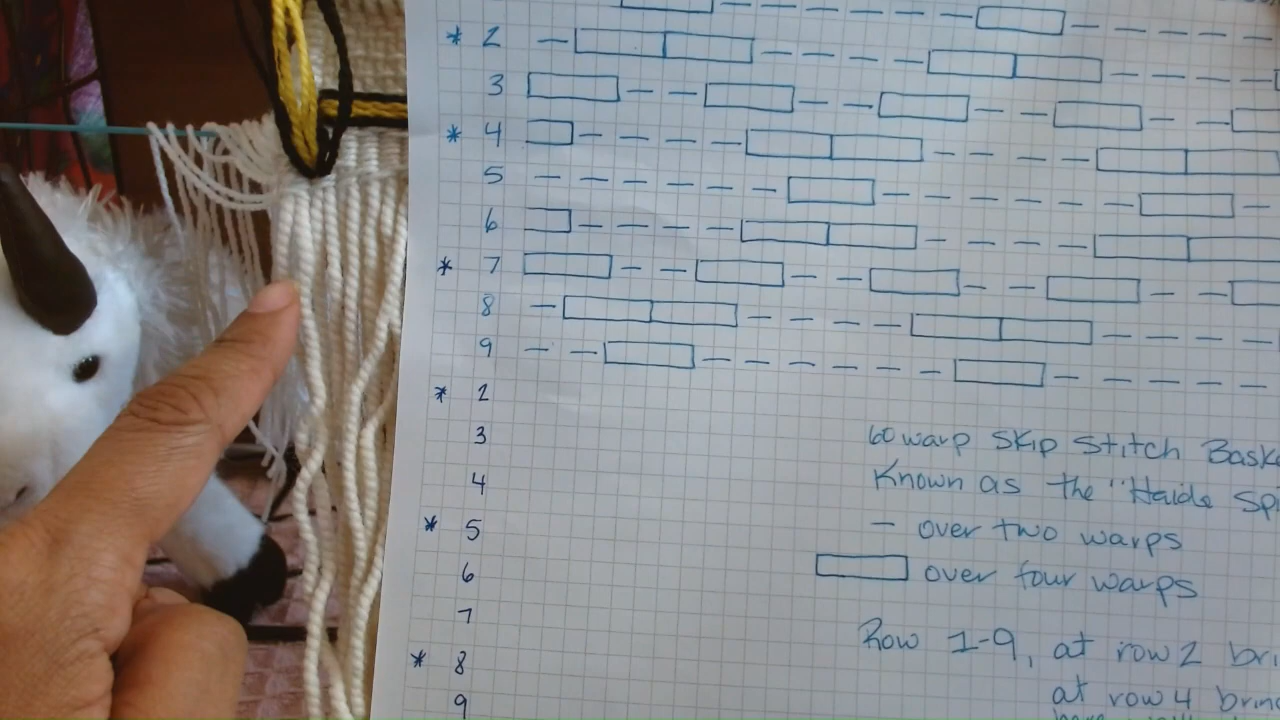 * 2
3
* 4
5
6
* 7
8
9
* 2
3
4
* 5
6
7
* 8
9
60 warp Skip Stitch
Known as the "Haida
— over two warps
over four warps
Row 1-9, at row 2
at row 4